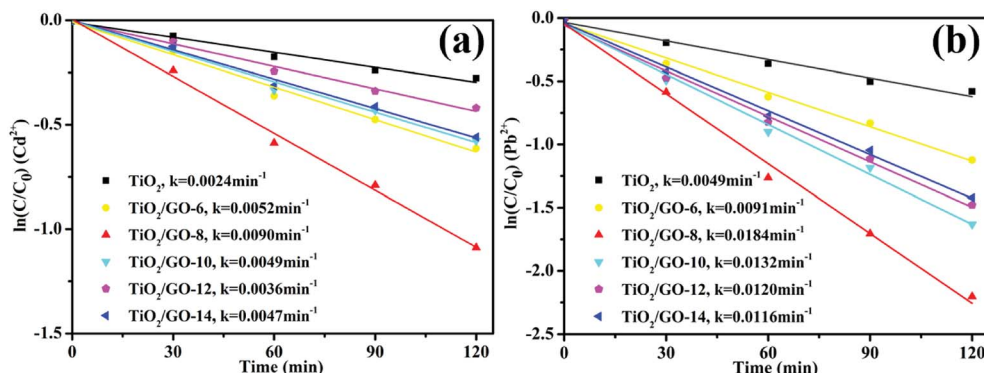 (a)
ln(C/C₀) (Cd²⁺)
0.0
-0.5
-1.0
-1.5
TiO₂, k=0.0024min⁻¹
TiO₂/GO-6, k=0.0052min⁻¹
TiO₂/GO-8, k=0.0090min⁻¹
TiO₂/GO-10, k=0.0049min⁻¹
TiO₂/GO-12, k=0.0036min⁻¹
TiO₂/GO-14, k=0.0047min⁻¹
0 30 60 90 120
Time (min)
(b)
ln(C/C₀) (Pb²⁺)
0.0
-0.5
-1.0
-1.5
-2.0
-2.5
TiO₂, k=0.0049min⁻¹
TiO₂/GO-6, k=0.0091min⁻¹
TiO₂/GO-8, k=0.0184min⁻¹
TiO₂/GO-10, k=0.0132min⁻¹
TiO₂/GO-12, k=0.0120min⁻¹
TiO₂/GO-14, k=0.0116min⁻¹
0 30 60 90 120
Time (min)